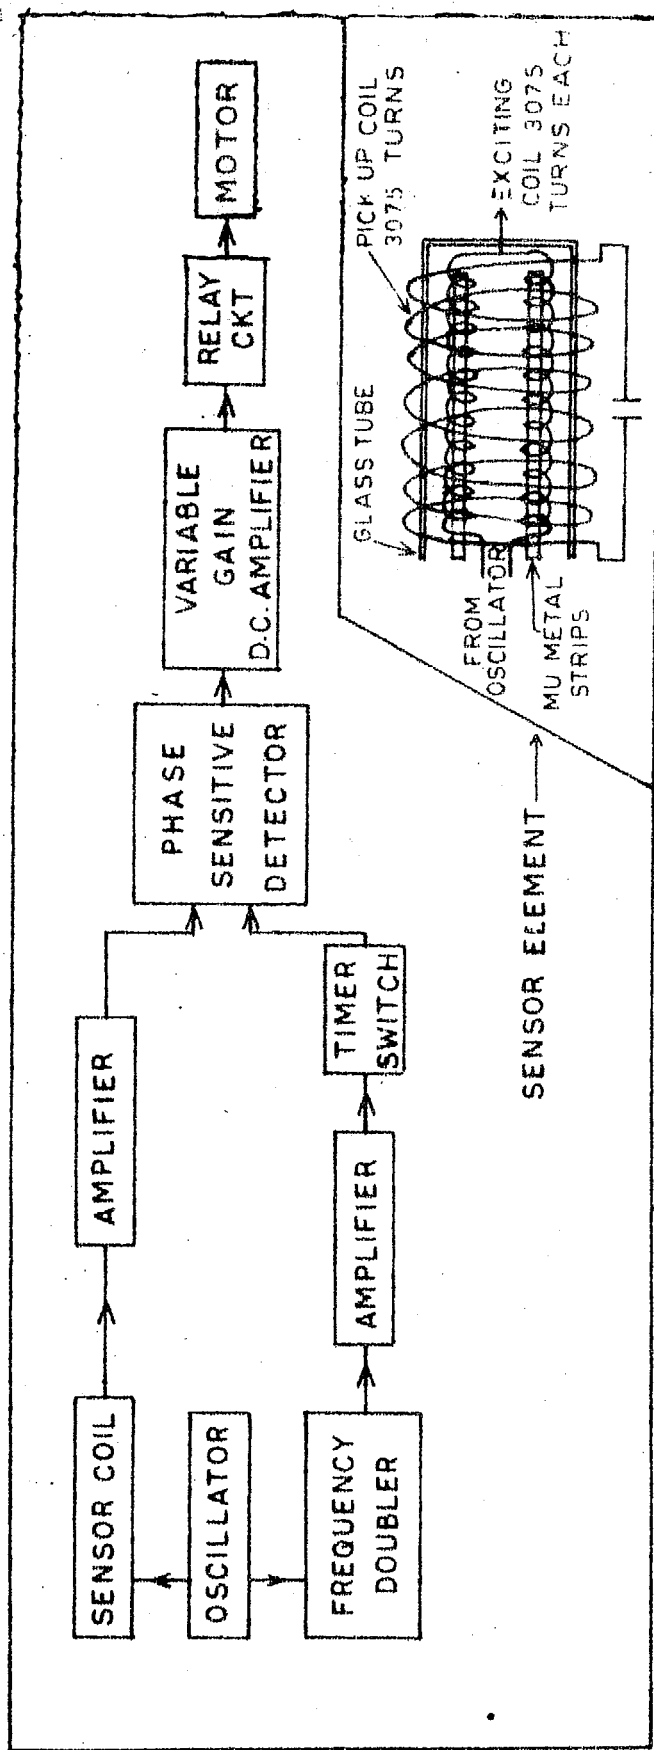 SENSOR COIL
OSCILLATOR
FREQUENCY
DOUBLER
AMPLIFIER
AMPLIFIER
TIMER
SWITCH
PHASE
SENSITIVE
DETECTOR
VARIABLE
GAIN
D.C. AMPLIFIER
RELAY
CKT
MOTOR
SENSOR ELEMENT
GLASS TUBE
PICK UP COIL
3075 TURNS
FROM
OSCILLATOR
MU METAL
STRIPS
EXCITING
COIL 3075
TURNS EACH